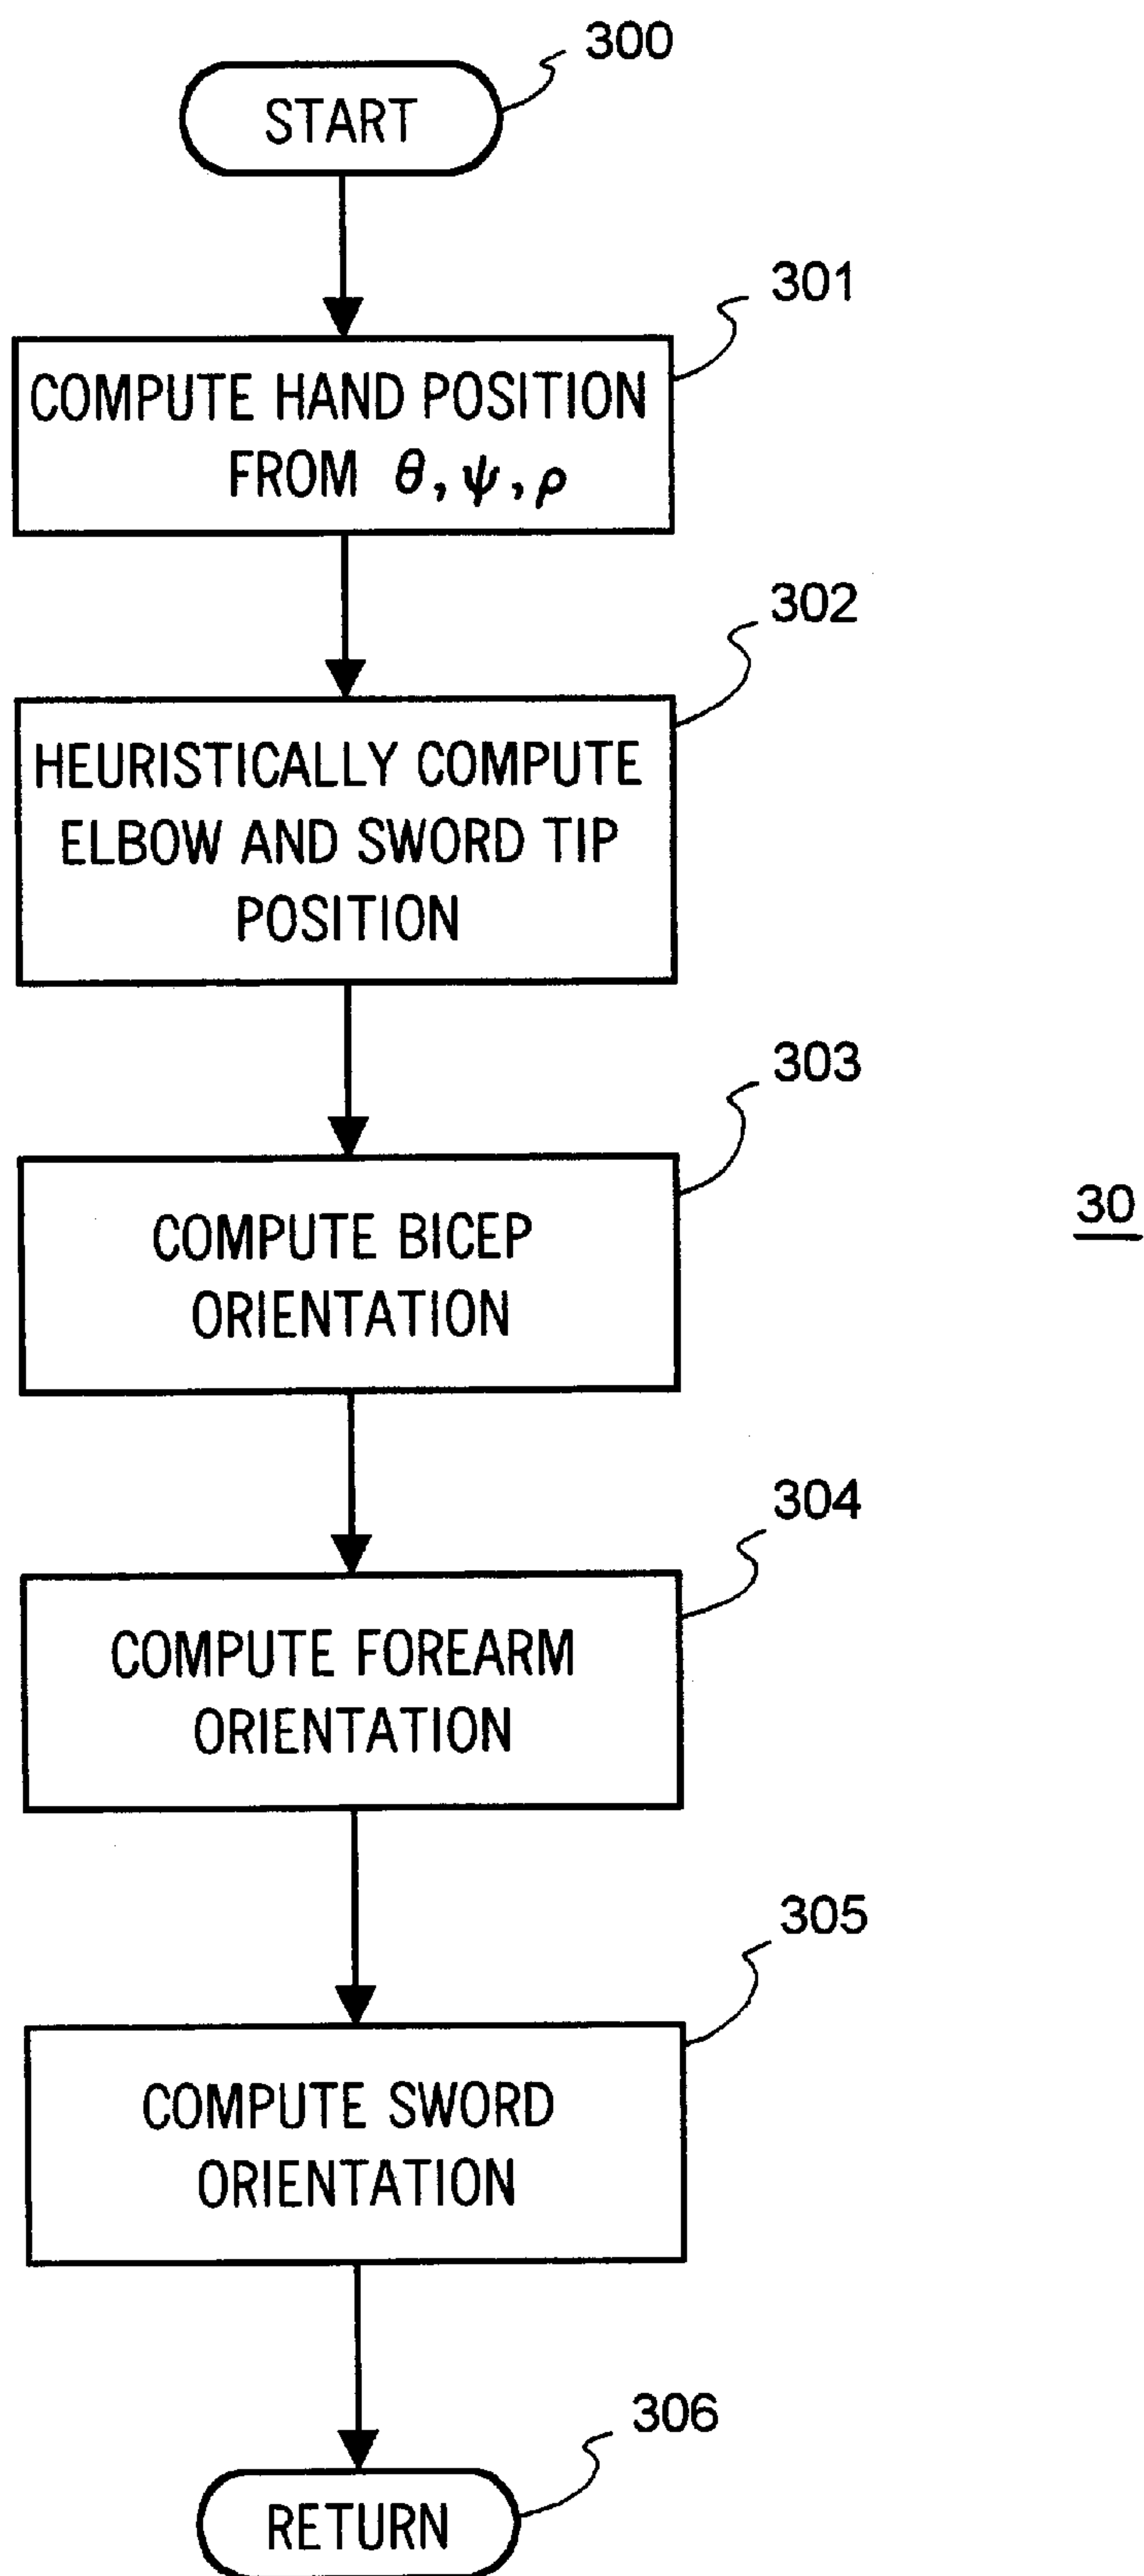 300
START
301
COMPUTE HAND POSITION
FROM θ, ψ, ρ
302
HEURISTICALLY COMPUTE
ELBOW AND SWORD TIP
POSITION
303
COMPUTE BICEP
ORIENTATION
30
304
COMPUTE FOREARM
ORIENTATION
305
COMPUTE SWORD
ORIENTATION
306
RETURN